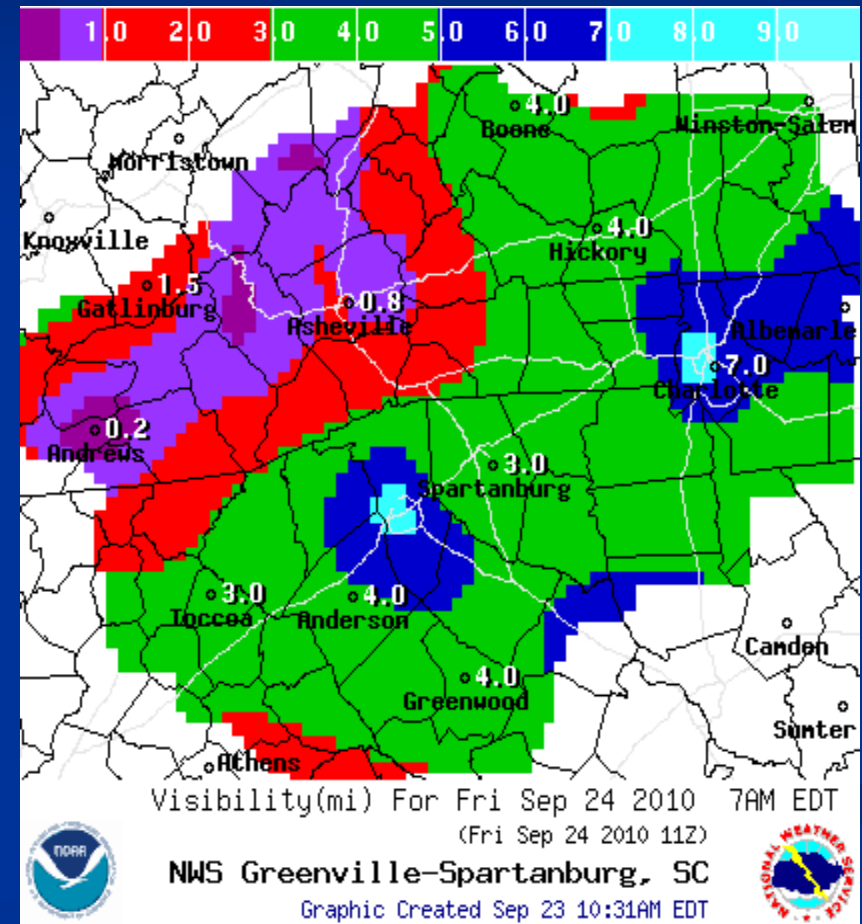 1.0 2.0 3.0 4.0 5.0 6.0 7.0 8.0 9.0
4.0
Boone
Winston-Salem
Morristown
Knoxville
4.0
Hickory
1.5
Gatlinburg
0.8
Asheville
Albemarle
7.0
Charlotte
0.2
Andrews
3.0
Spartanburg
3.0
Toccoa
4.0
Anderson
Camden
4.0
Greenwood
Sumter
Athens
Visibility(mi) For Fri Sep 24 2010 7AM EDT
(Fri Sep 24 2010 11Z)
NWS Greenville-Spartanburg, SC
Graphic Created Sep 23 10:31AM EDT
NOAA
NATIONAL WEATHER SERVICE